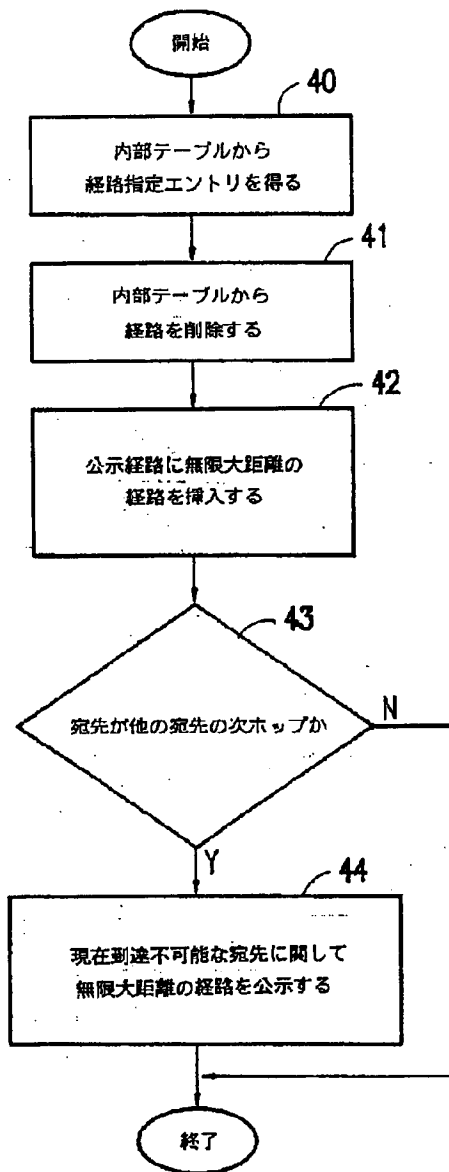 開始
40
内部テーブルから
経路指定エントリを得る
41
内部テーブルから
経路を削除する
42
公示経路に無限大距離の
経路を挿入する
43
宛先が他の宛先の次ホップか
N
Y
44
現在到達不可能な宛先に関して
無限大距離の経路を公示する
終了